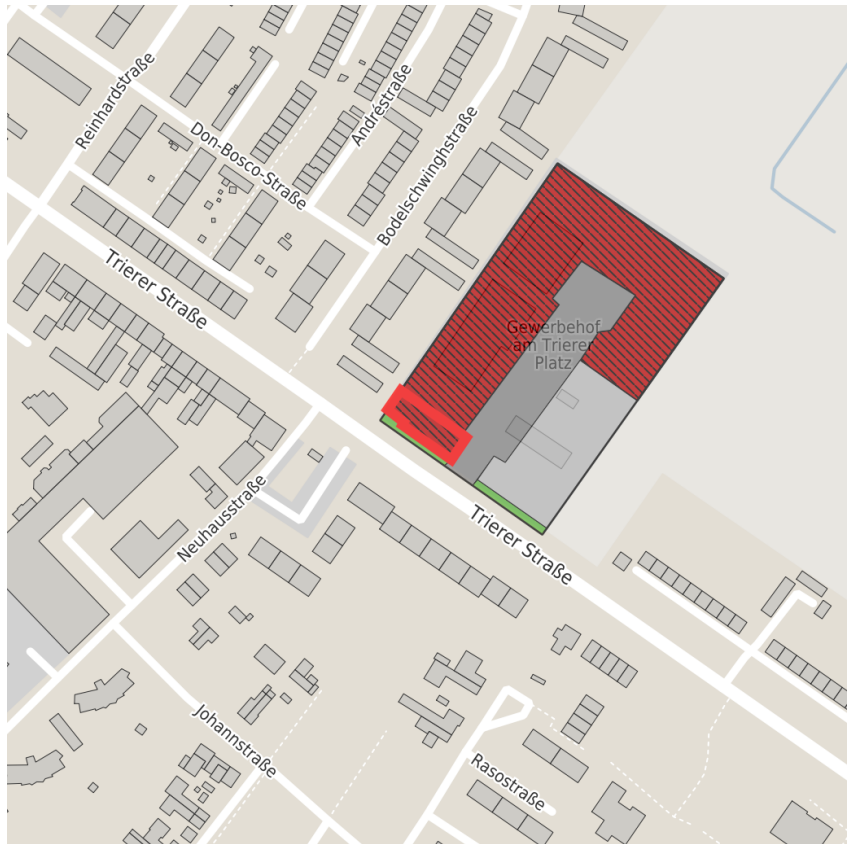 Reinhardstraße
Don-Bosco-Straße
Andréstraße
Bodelschwinghstraße
Trierer Straße
Gewerbehof
am Trierer
Platz
Neuhausstraße
Trierer Straße
Johannstraße
Rasostraße